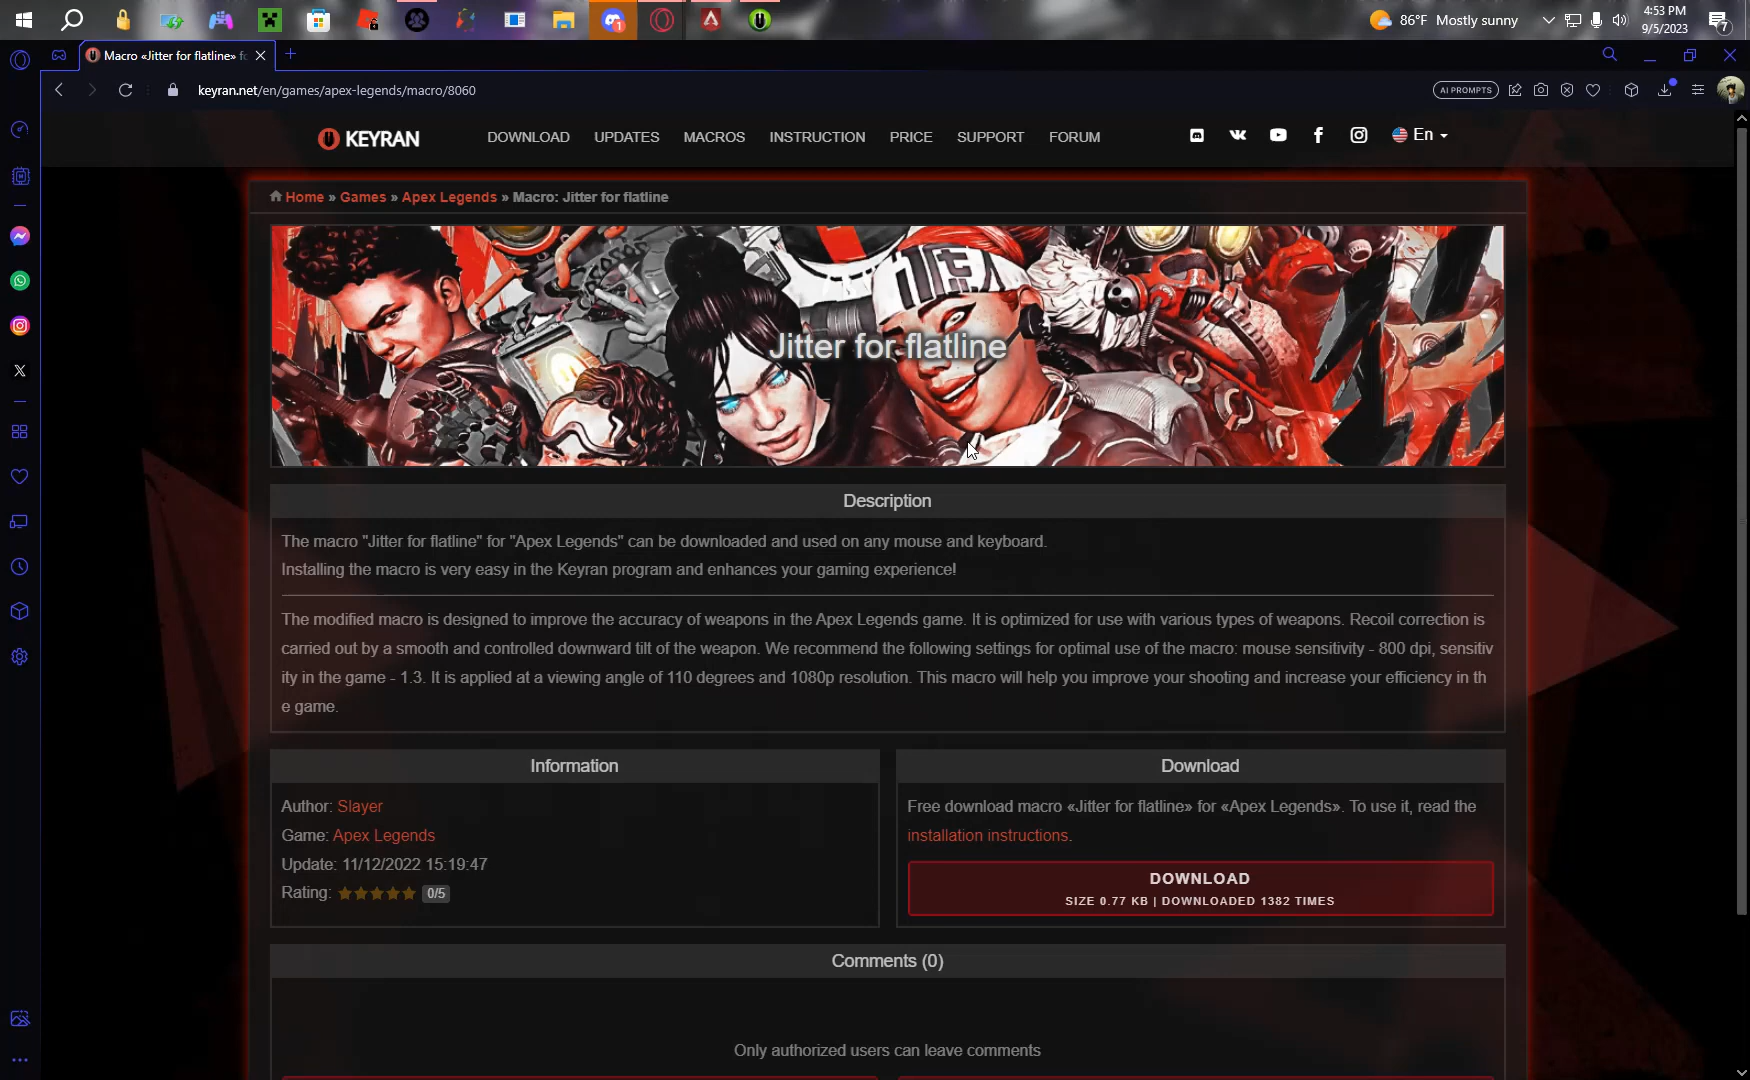 86°F Mostly sunny
4:53 PM
9/5/2023
7
1
Macro «Jitter for flatline» fo
keyran.net/en/games/apex-legends/macro/8060
AI PROMPTS
KEYRAN
DOWNLOAD UPDATES MACROS INSTRUCTION PRICE SUPPORT FORUM
En
Home » Games » Apex Legends » Macro: Jitter for flatline
Jitter for flatline
Description
The macro "Jitter for flatline" for "Apex Legends" can be downloaded and used on any mouse and keyboard.
Installing the macro is very easy in the Keyran program and enhances your gaming experience!
The modified macro is designed to improve the accuracy of weapons in the Apex Legends game. It is optimized for use with various types of weapons. Recoil correction is
carried out by a smooth and controlled downward tilt of the weapon. We recommend the following settings for optimal use of the macro: mouse sensitivity - 800 dpi, sensitiv
ity in the game - 1.3. It is applied at a viewing angle of 110 degrees and 1080p resolution. This macro will help you improve your shooting and increase your efficiency in th
e game.
Information
Author: Slayer
Game: Apex Legends
Update: 11/12/2022 15:19:47
Rating: 0/5
Download
Free download macro «Jitter for flatline» for «Apex Legends». To use it, read the
installation instructions.
DOWNLOAD
SIZE 0.77 KB | DOWNLOADED 1382 TIMES
Comments (0)
Only authorized users can leave comments